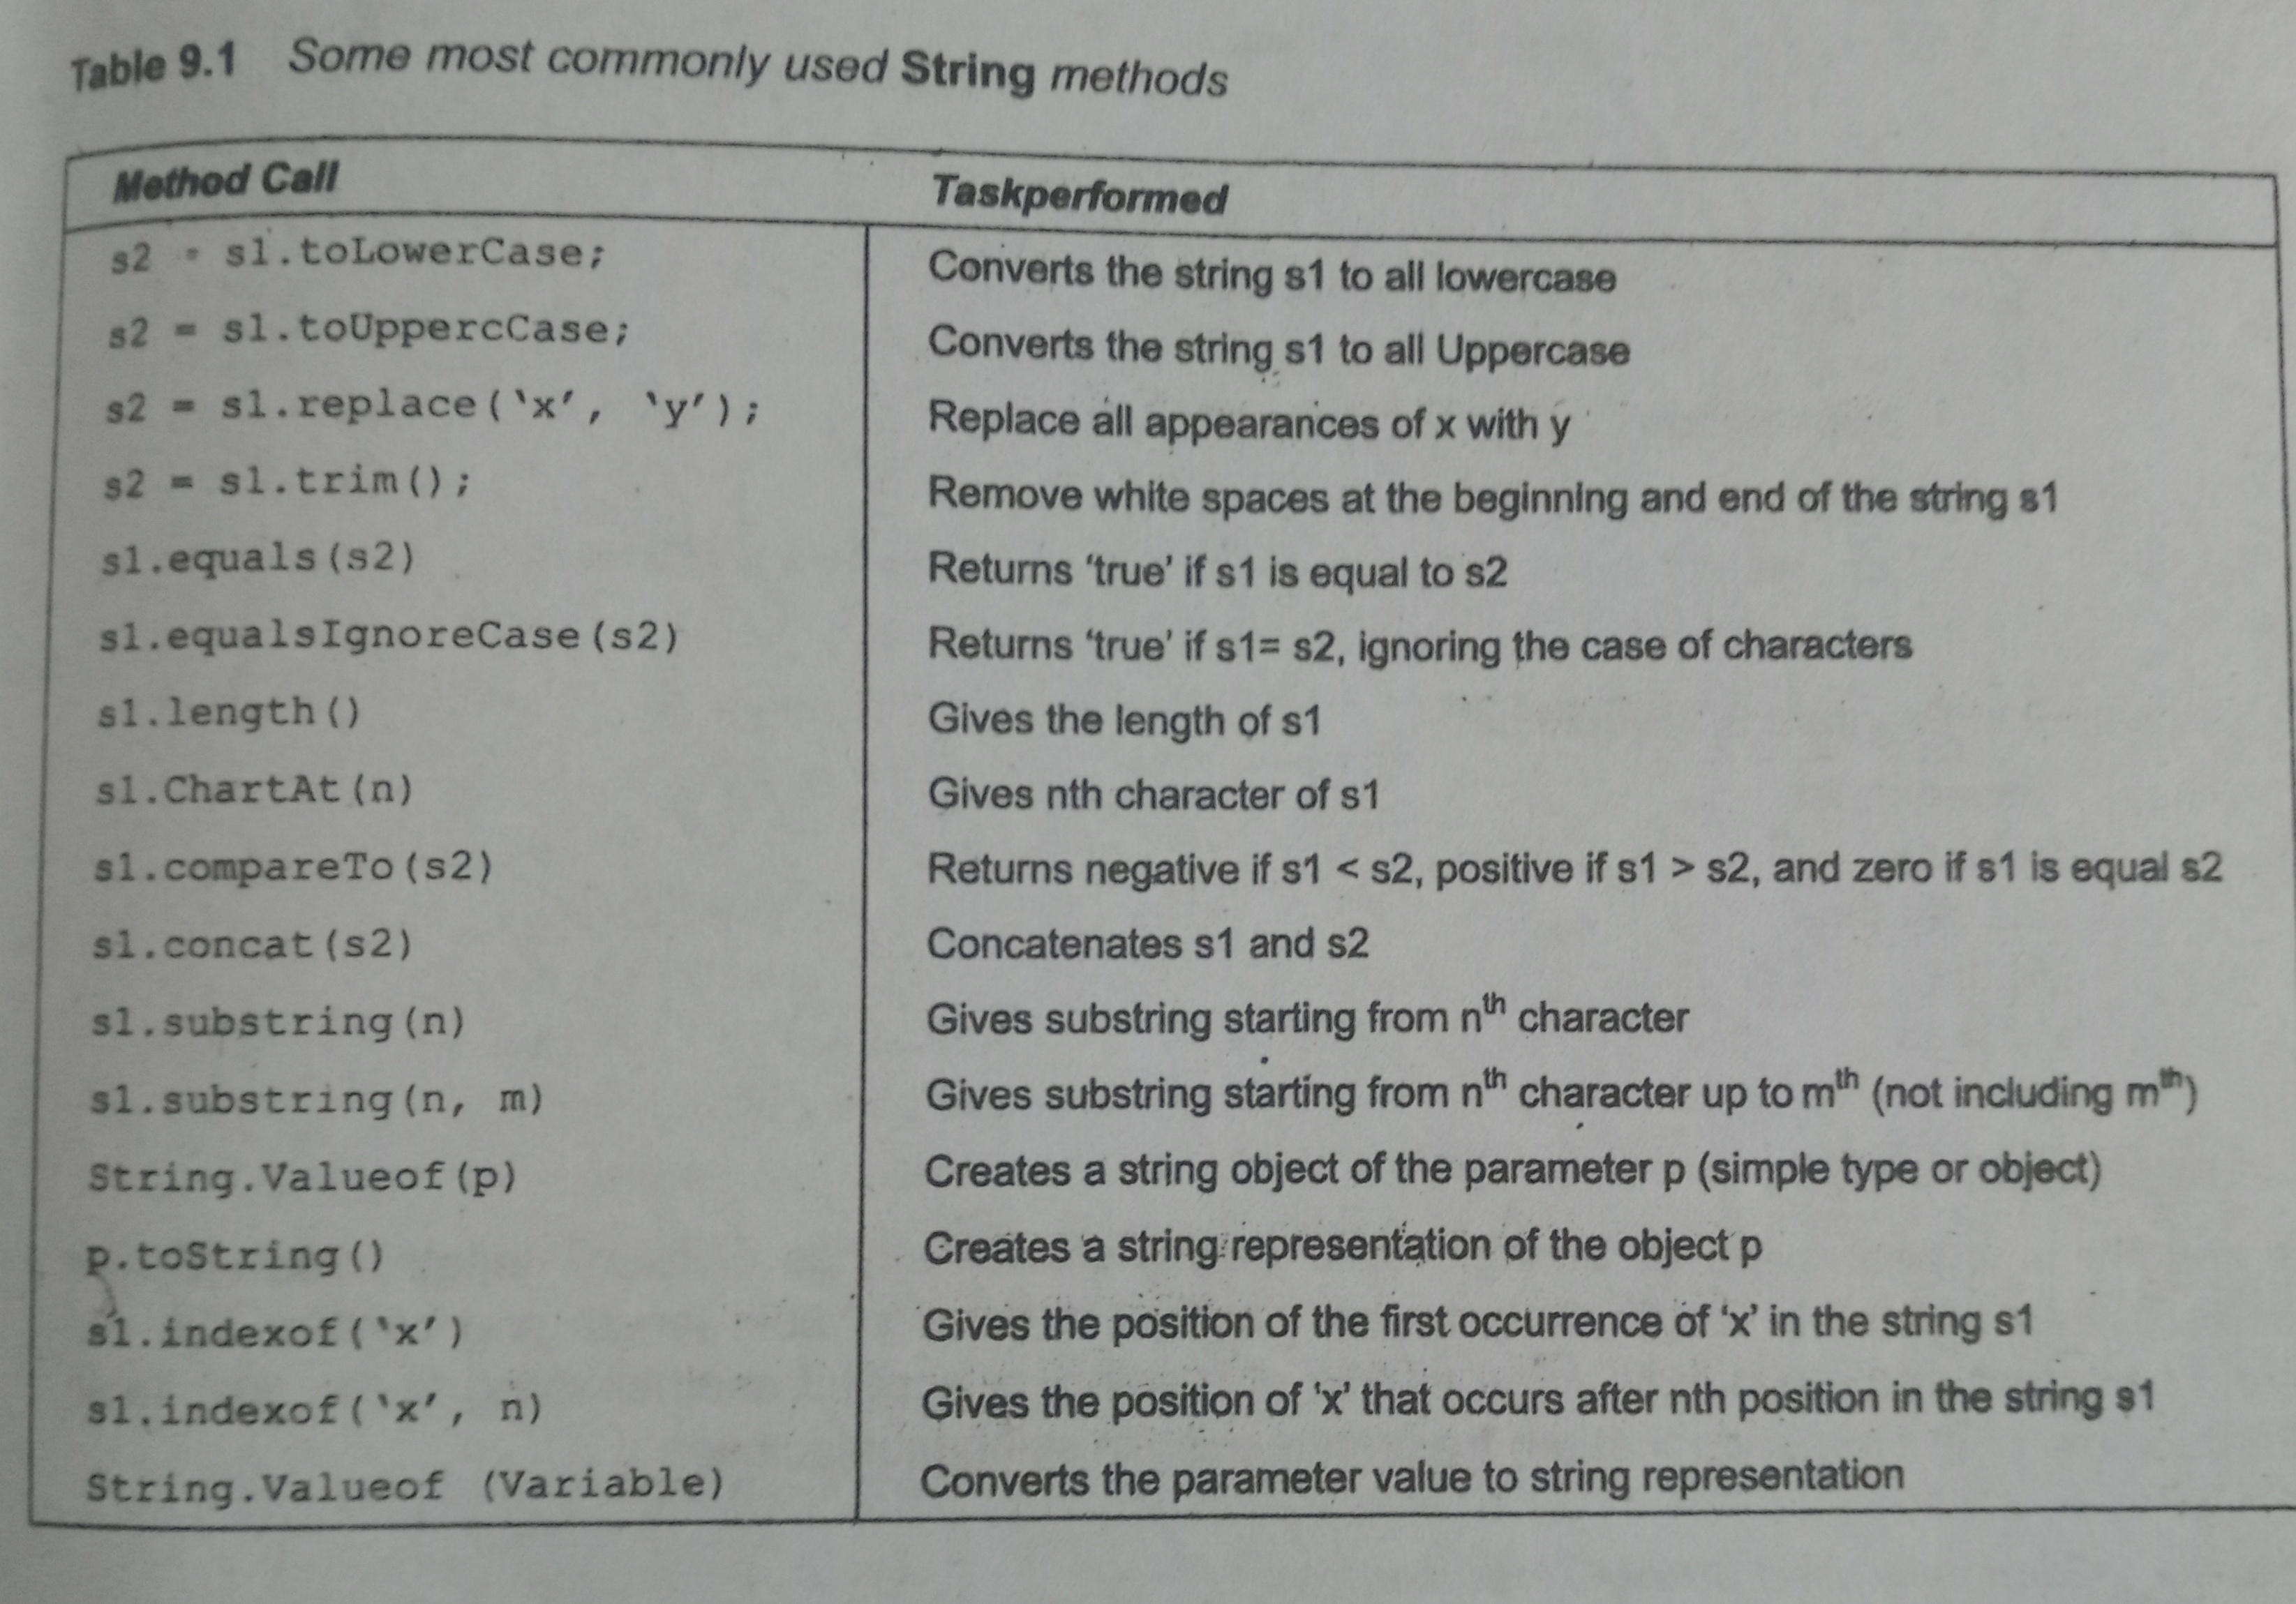 Table 9.1 Some most commonly used String methods
Method Call Taskperformed
s2 = s1.toLowerCase; Converts the string s1 to all lowercase
s2 = s1.toUppercCase; Converts the string s1 to all Uppercase
s2 = s1.replace(‘x’, ‘y’); Replace all appearances of x with y
s2 = s1.trim(); Remove white spaces at the beginning and end of the string s1
s1.equals(s2) Returns ‘true’ if s1 is equal to s2
s1.equalsIgnoreCase(s2) Returns ‘true’ if s1= s2, ignoring the case of characters
s1.length() Gives the length of s1
s1.ChartAt(n) Gives nth character of s1
s1.compareTo(s2) Returns negative if s1 < s2, positive if s1 > s2, and zero if s1 is equal s2
s1.concat(s2) Concatenates s1 and s2
s1.substring(n) Gives substring starting from nth character
s1.substring(n, m) Gives substring starting from nth character up to mth (not including mth)
String.Valueof(p) Creates a string object of the parameter p (simple type or object)
p.toString() Creates a string representation of the object p
s1.indexof(‘x’) Gives the position of the first occurrence of ‘x’ in the string s1
s1.indexof(‘x’, n) Gives the position of ‘x’ that occurs after nth position in the string s1
String.Valueof (Variable) Converts the parameter value to string representation